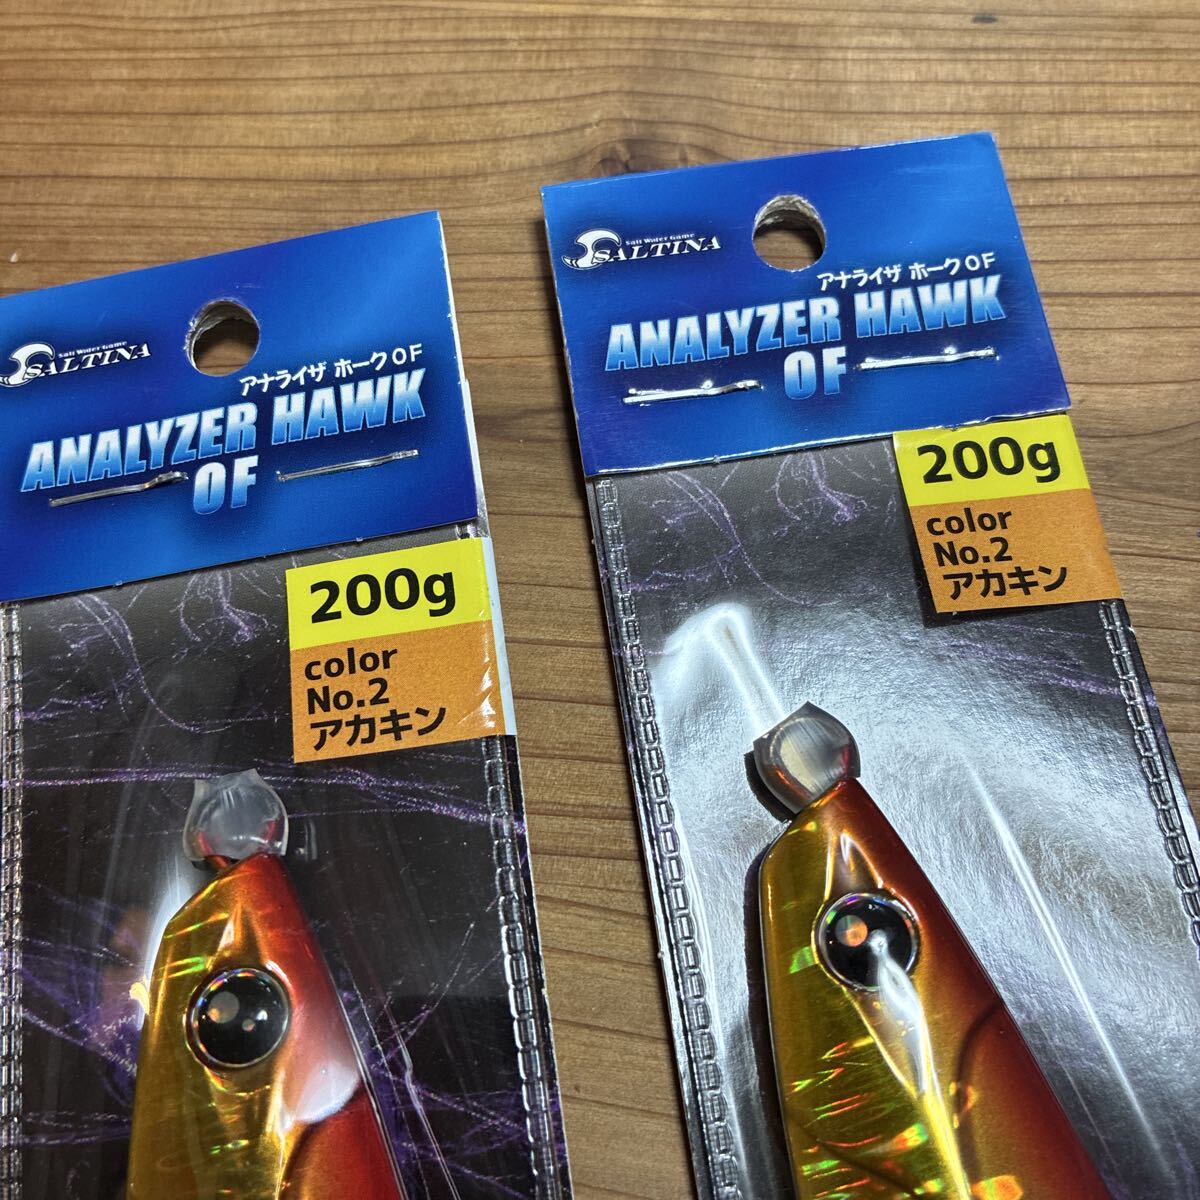 Salt Water Game
SALTINA
アナライザ ホークOF
ANALYZER HAWK
OF
200g
color
No.2
アカキン
Salt Water Game
SALTINA
アナライザ ホークOF
ANALYZER HAWK
OF
200g
color
No.2
アカキン